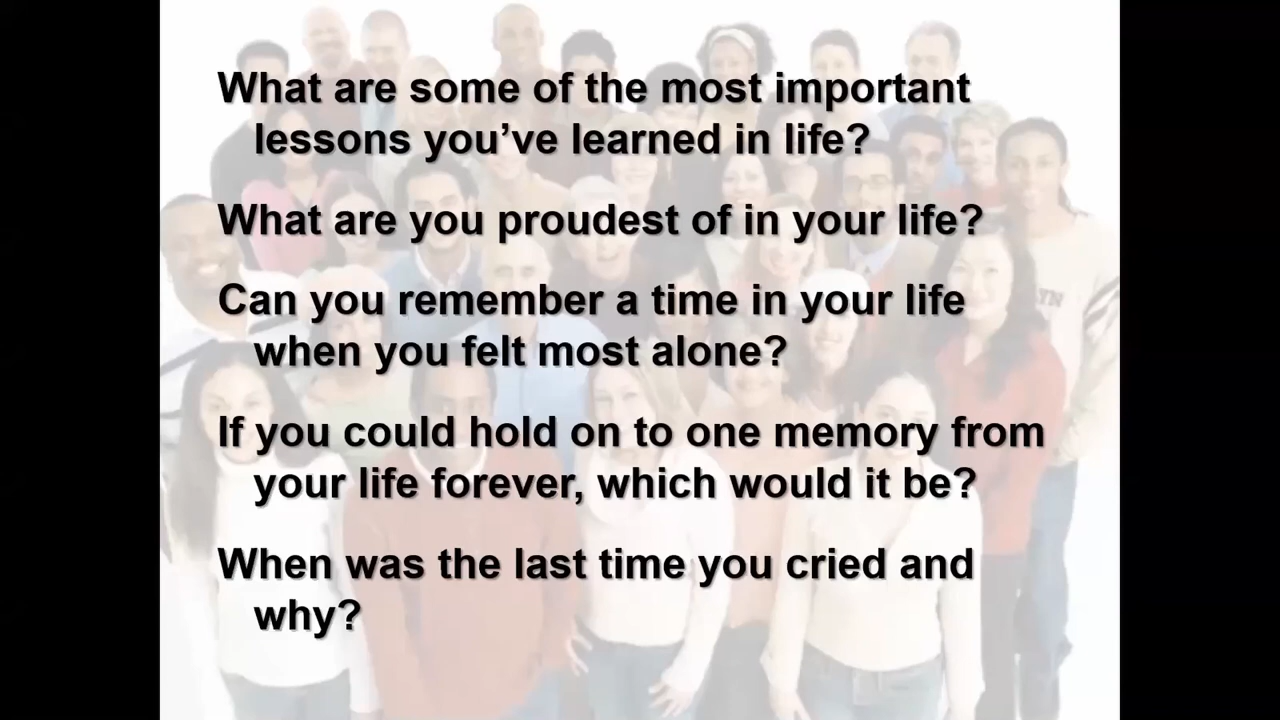 What are some of the most important
lessons you’ve learned in life?
What are you proudest of in your life?
Can you remember a time in your life
when you felt most alone?
If you could hold on to one memory from
your life forever, which would it be?
When was the last time you cried and
why?